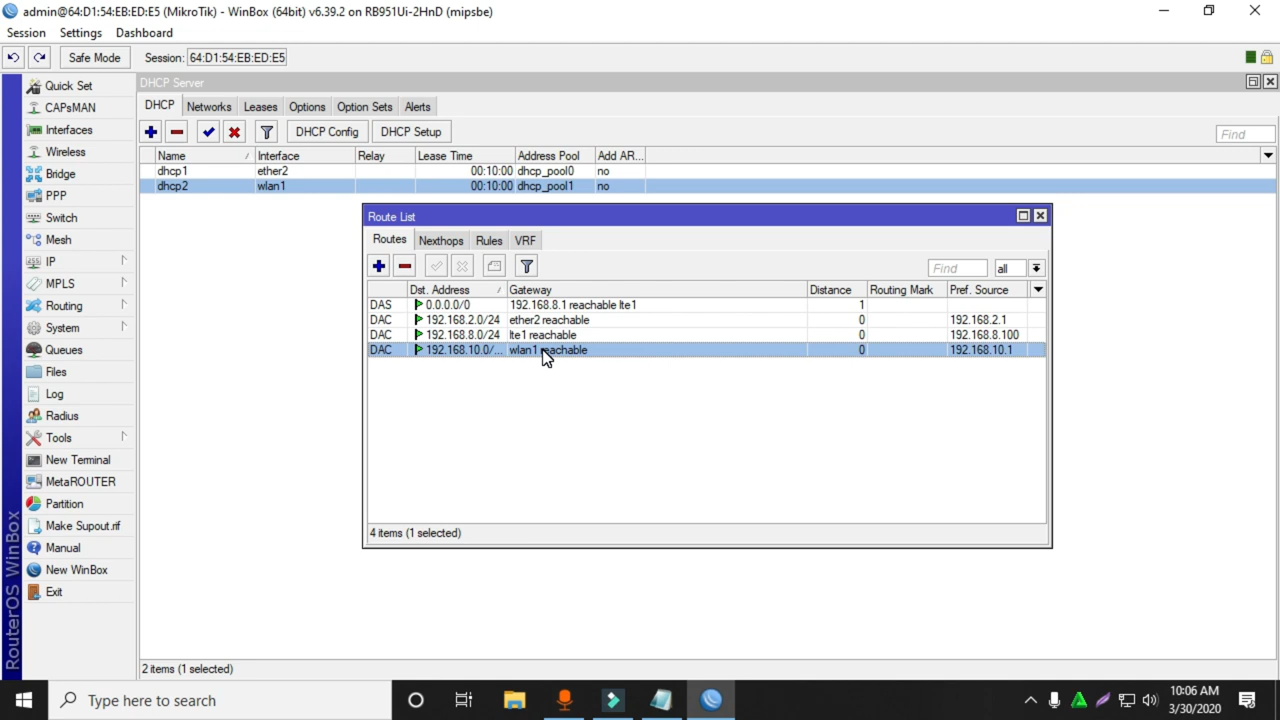 admin@64:D1:54:EB:ED:E5 (MikroTik) - WinBox (64bit) v6.39.2 on RB951Ui-2HnD (mipsbe)
Session Settings Dashboard
Safe Mode Session: 64:D1:54:EB:ED:E5
Quick Set
CAPsMAN
Interfaces
Wireless
Bridge
PPP
Switch
Mesh
IP
MPLS
Routing
System
Queues
Files
Log
Radius
Tools
New Terminal
MetaROUTER
Partition
Make Supout.rif
Manual
New WinBox
Exit
RouterOS WinBox
DHCP Server
DHCP Networks Leases Options Option Sets Alerts
DHCP Config DHCP Setup Find
Name Interface Relay Lease Time Address Pool Add AR...
dhcp1 ether2 00:10:00 dhcp_pool0 no
dhcp2 wlan1 00:10:00 dhcp_pool1 no
Route List
Routes Nexthops Rules VRF
Find all
Dst. Address Gateway Distance Routing Mark Pref. Source
DAS 0.0.0.0/0 192.168.8.1 reachable lte1 1
DAC 192.168.2.0/24 ether2 reachable 0 192.168.2.1
DAC 192.168.8.0/24 lte1 reachable 0 192.168.8.100
DAC 192.168.10.0/... wlan1 reachable 0 192.168.10.1
4 items (1 selected)
2 items (1 selected)
Type here to search
10:06 AM
3/30/2020